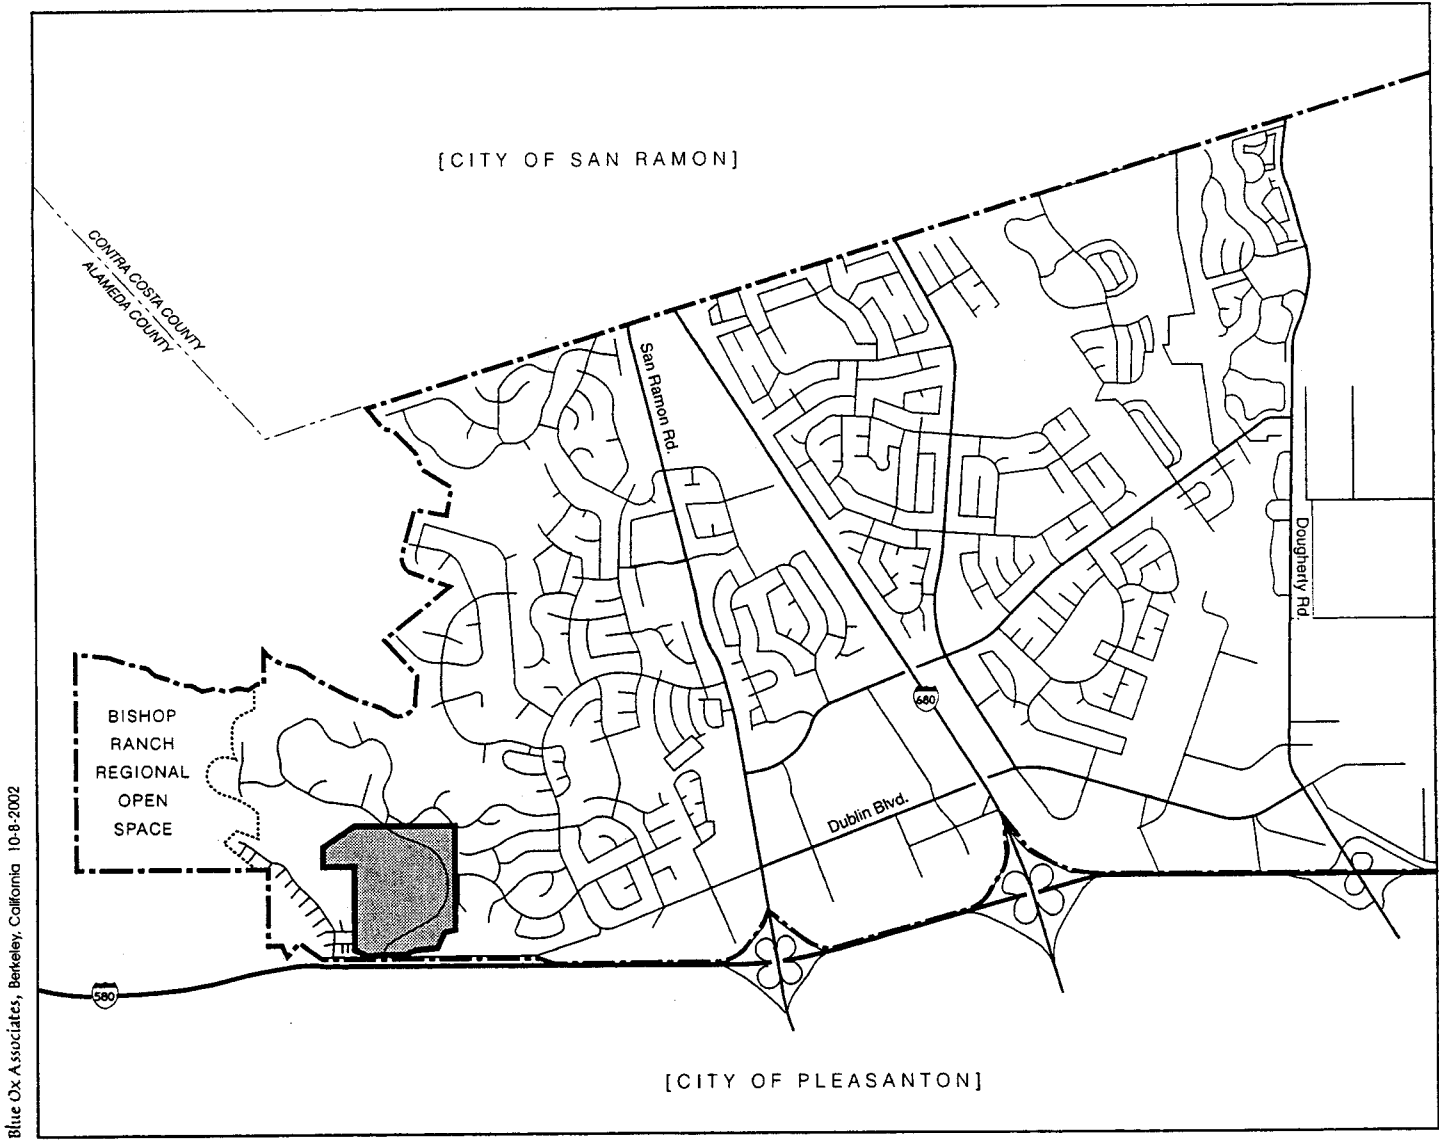 [CITY OF SAN RAMON]
CONTRA COSTA COUNTY
ALAMEDA COUNTY
San Ramon Rd.
Dougherty Rd.
BISHOP
RANCH
REGIONAL
OPEN
SPACE
680
Dublin Blvd.
580
[CITY OF PLEASANTON]
Blue Ox Associates, Berkeley, California 10-8-2002